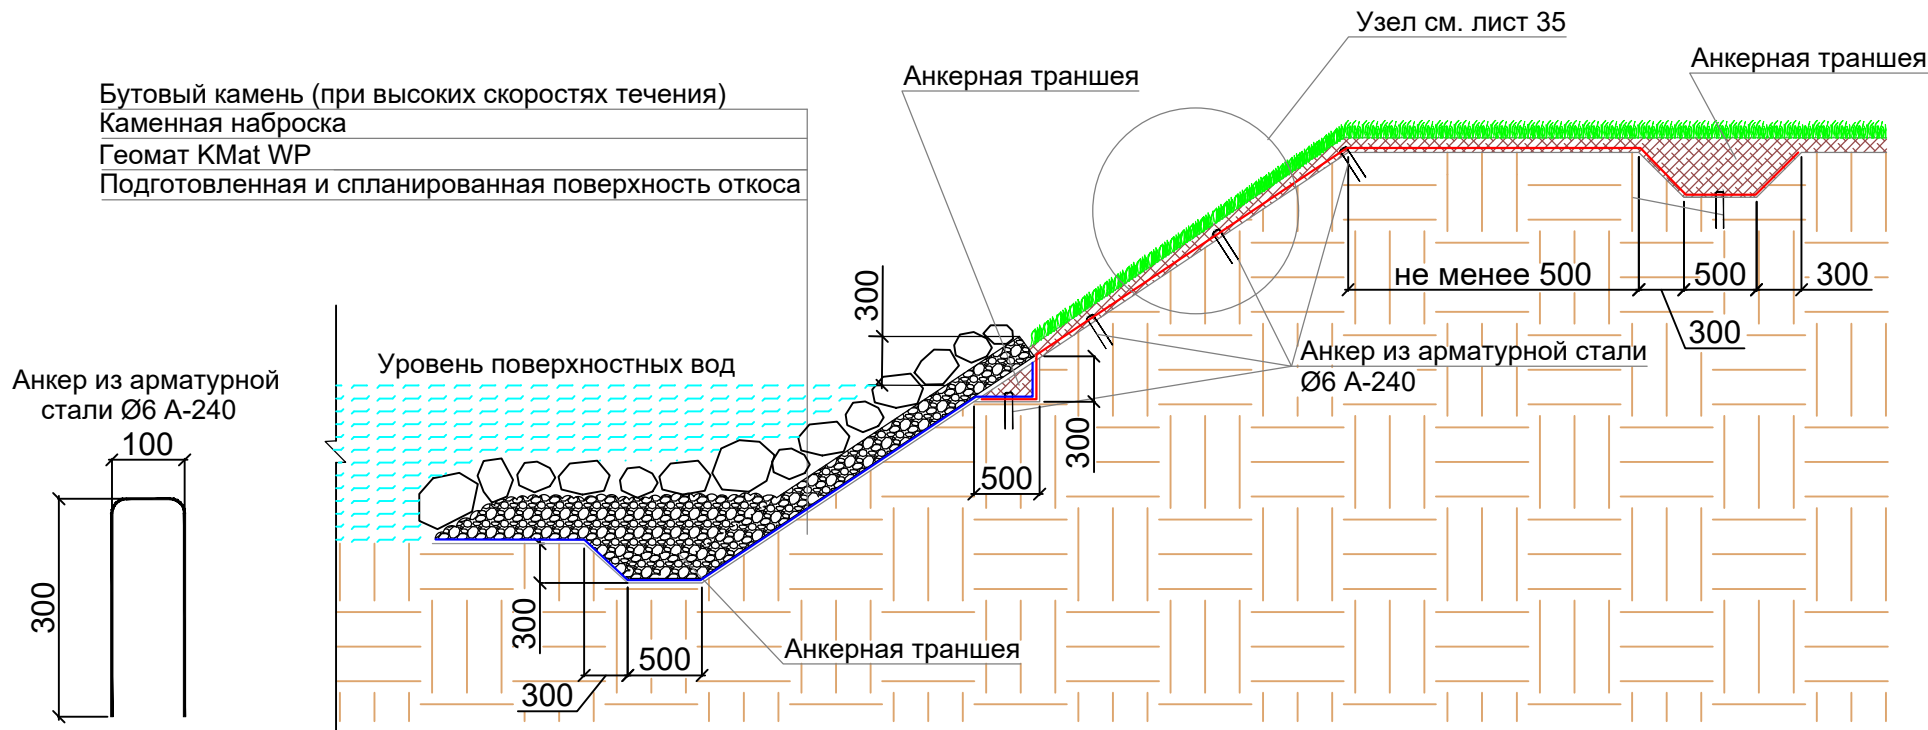 Узел см. лист 35
Анкерная траншея
Анкерная траншея
Бутовый камень (при высоких скоростях течения)
Каменная наброска
Геомат KMat WP
Подготовленная и спланированная поверхность откоса
не менее 500
500
300
300
300
Уровень поверхностных вод
Анкер из арматурной стали
Ø6 А-240
Анкер из арматурной
стали Ø6 А-240
100
300
300
500
300
500
300
Анкерная траншея